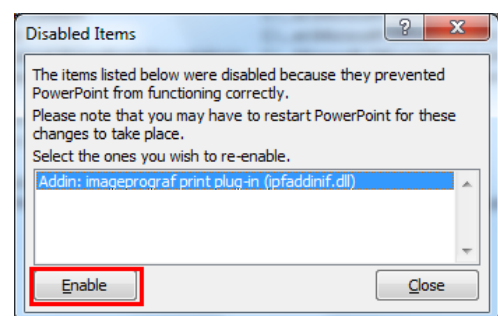 Disabled Items
The items listed below were disabled because they prevented
PowerPoint from functioning correctly.
Please note that you may have to restart PowerPoint for these
changes to take place.
Select the ones you wish to re-enable.
Addin: imageprograf print plug-in (ipfaddinif.dll)
Enable
Close